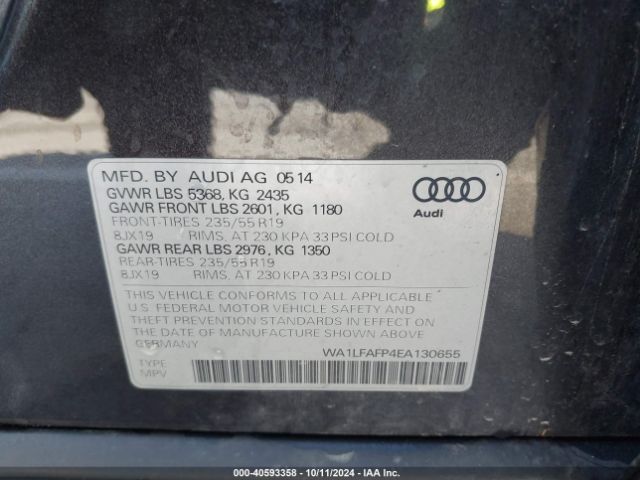 MFD. BY AUDI AG 05 14
GVWR LBS 5368, KG 2435
GAWR FRONT LBS 2601, KG 1180
FRONT-TIRES 235/55 R19
8JX19 RIMS, AT 230 KPA 33 PSI COLD
GAWR REAR LBS 2976, KG 1350
REAR-TIRES 235/55 R19
8JX19 RIMS, AT 230 KPA 33 PSI COLD
Audi
THIS VEHICLE CONFORMS TO ALL APPLICABLE
U.S. FEDERAL MOTOR VEHICLE SAFETY AND
THEFT PREVENTION STANDARDS IN EFFECT ON
THE DATE OF MANUFACTURE SHOWN ABOVE
GERMANY WA1LFAFP4EA130655
TYPE
MPV
000-40593358 - 10/11/2024 - IAAI.COM